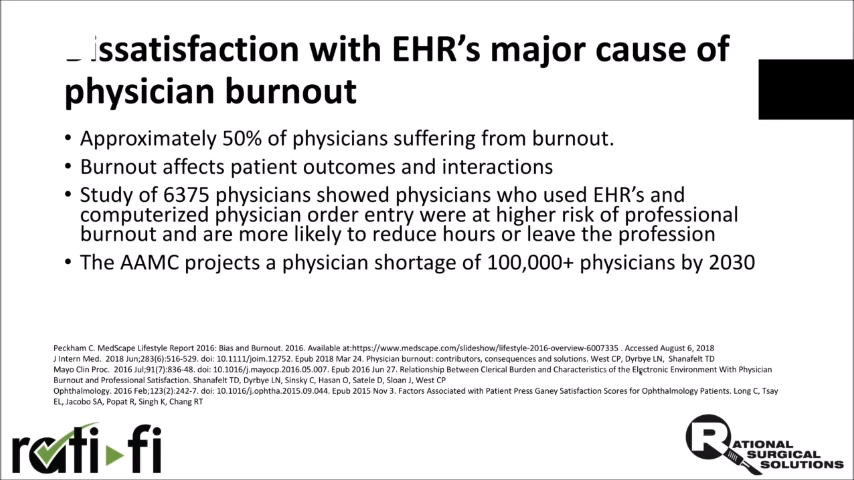 issatisfaction with EHR’s major cause of
physician burnout
• Approximately 50% of physicians suffering from burnout.
• Burnout affects patient outcomes and interactions
• Study of 6375 physicians showed physicians who used EHR’s and
computerized physician order entry were at higher risk of professional
burnout and are more likely to reduce hours or leave the profession
• The AAMC projects a physician shortage of 100,000+ physicians by 2030
Peckham C. MedScape Lifestyle Report 2016: Bias and Burnout. 2016. Available at:https://www.medscape.com/slideshow/lifestyle-2016-overview-6007335 . Accessed August 6, 2018
J Intern Med. 2018 Jun;283(6):516-529. doi: 10.1111/joim.12752. Epub 2018 Mar 24. Physician burnout: contributors, consequences and solutions. West CP, Dyrbye LN, Shanafelt TD
Mayo Clin Proc. 2016 Jul;91(7):836-48. doi: 10.1016/j.mayocp.2016.05.007. Epub 2016 Jun 27. Relationship Between Clerical Burden and Characteristics of the Electronic Environment With Physician
Burnout and Professional Satisfaction. Shanafelt TD, Dyrbye LN, Sinsky C, Hasan O, Satele D, Sloan J, West CP
Ophthalmology. 2016 Feb;123(2):242-7. doi: 10.1016/j.ophtha.2015.09.044. Epub 2015 Nov 3. Factors Associated with Patient Press Ganey Satisfaction Scores for Ophthalmology Patients. Long C, Tsay
EL, Jacobo SA, Popat R, Singh K, Chang RT
rati fi
RATIONAL
SURGICAL
SOLUTIONS